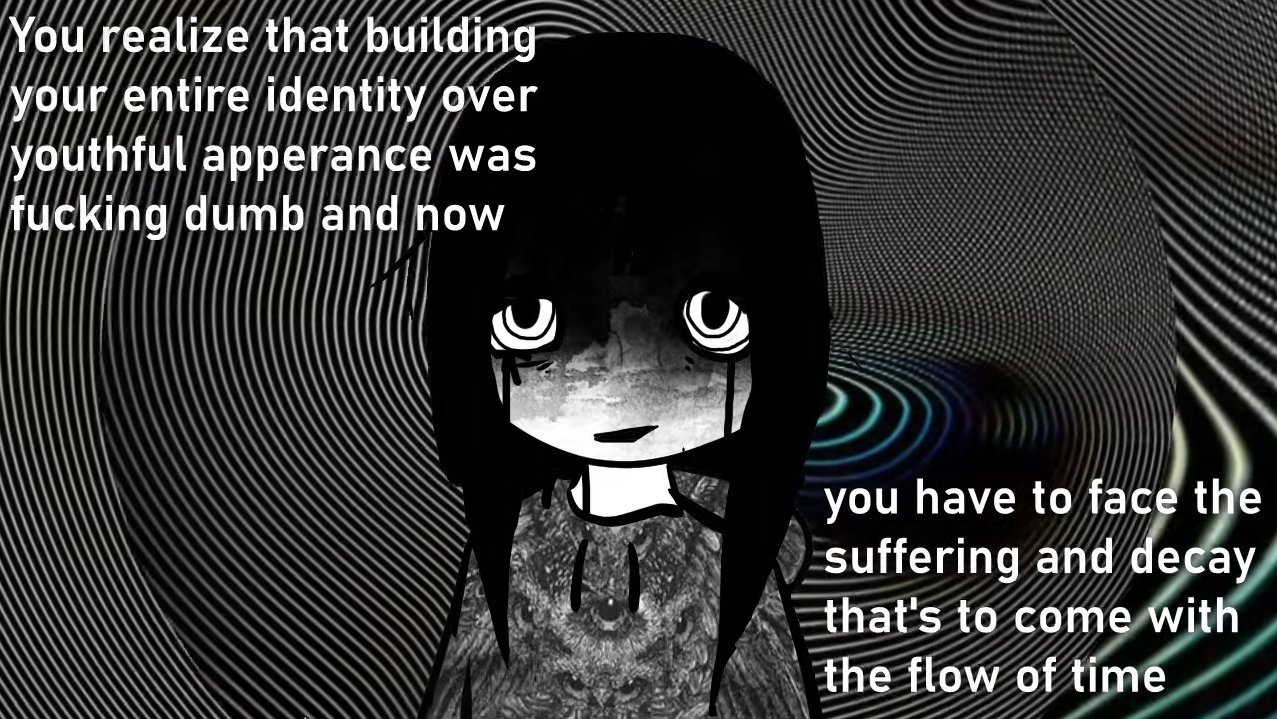 You realize that building
your entire identity over
youthful apperance was
fucking dumb and now
you have to face the
suffering and decay
that's to come with
the flow of time